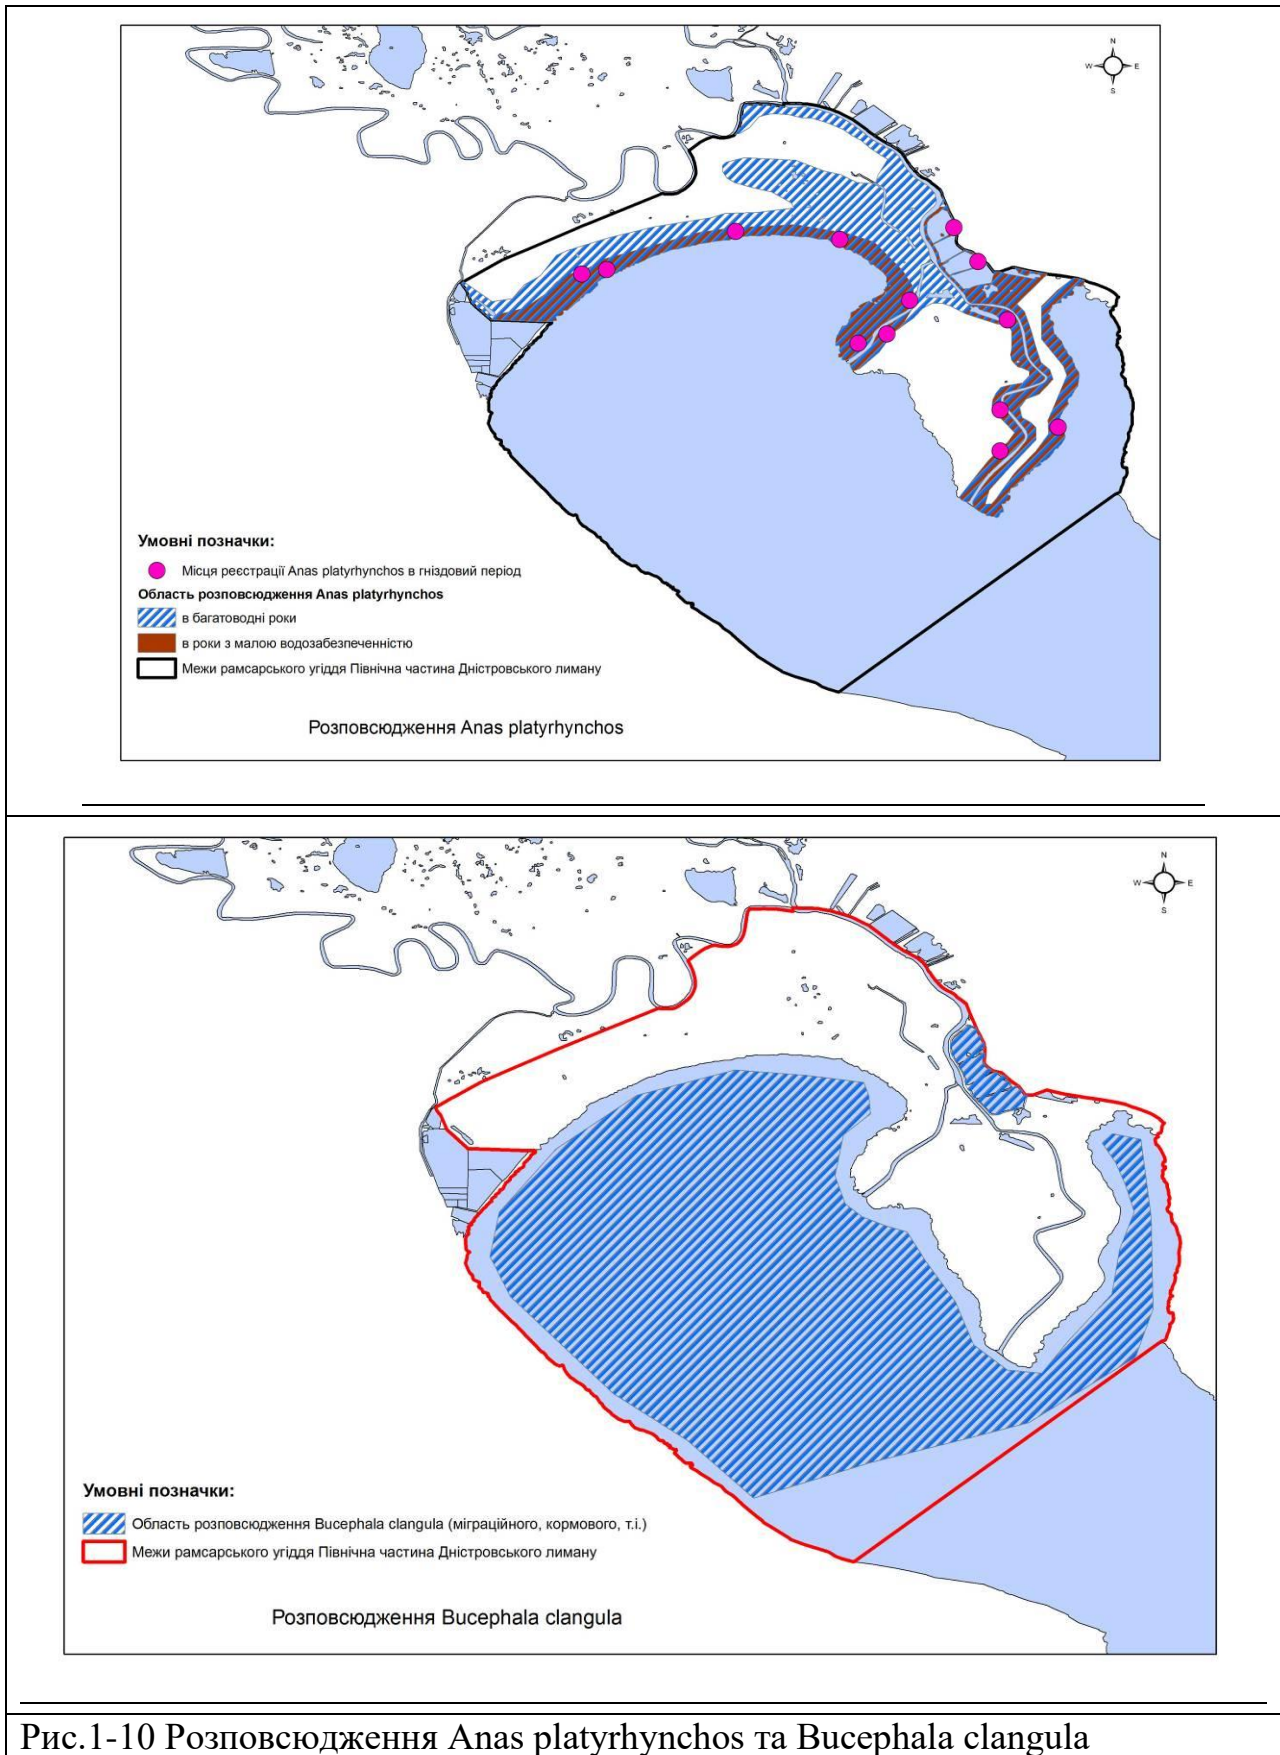 N
W E
S
Умовні позначки:
Місця реєстрації Anas platyrhynchos в гніздовий період
Область розповсюдження Anas platyrhynchos
в багатоводні роки
в роки з малою водозабезпеченністю
Межи рамсарського угіддя Північна частина Дністровського лиману
Розповсюдження Anas platyrhynchos
N
W E
S
Умовні позначки:
Область розповсюдження Bucephala clangula (міграційного, кормового, т.і.)
Межи рамсарського угіддя Північна частина Дністровського лиману
Розповсюдження Bucephala clangula
Рис.1-10 Розповсюдження Anas platyrhynchos та Bucephala clangula